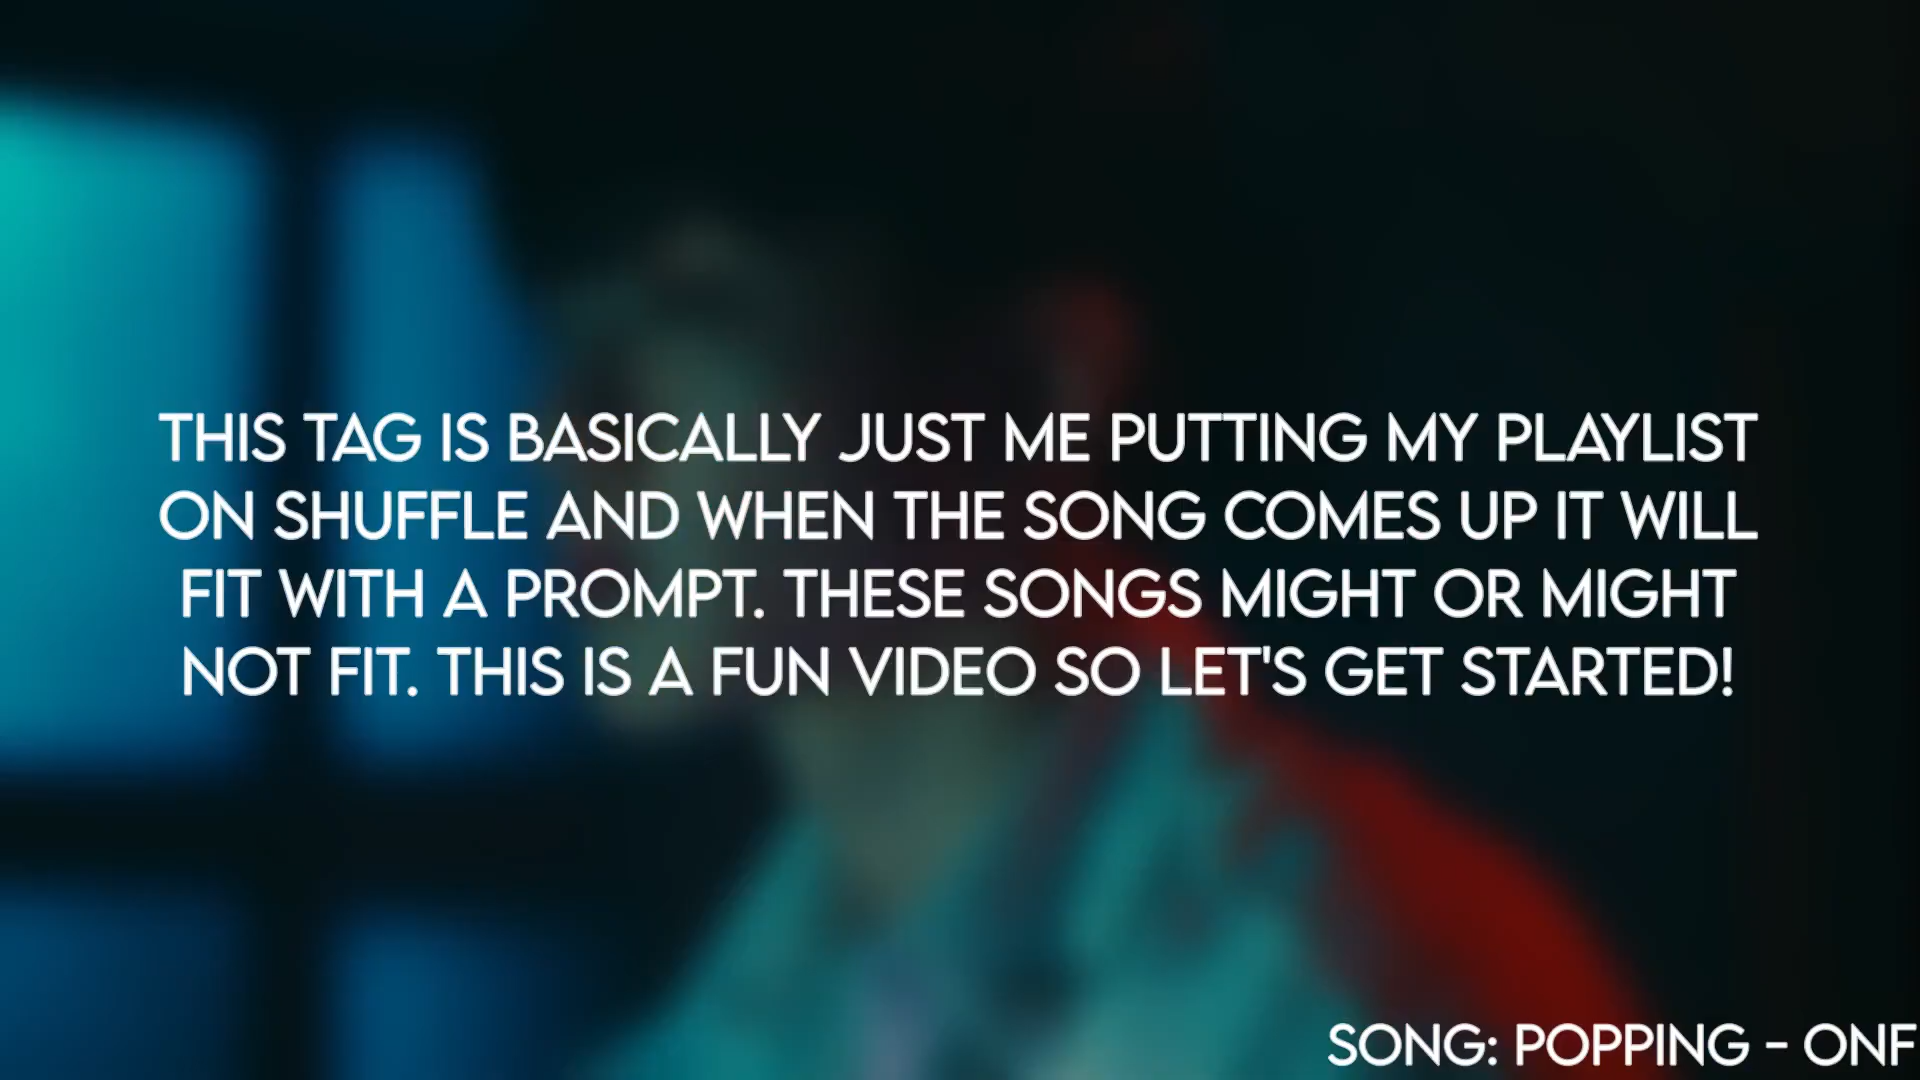 THIS TAG IS BASICALLY JUST ME PUTTING MY PLAYLIST
ON SHUFFLE AND WHEN THE SONG COMES UP IT WILL
FIT WITH A PROMPT. THESE SONGS MIGHT OR MIGHT
NOT FIT. THIS IS A FUN VIDEO SO LET'S GET STARTED!
SONG: POPPING - ONF